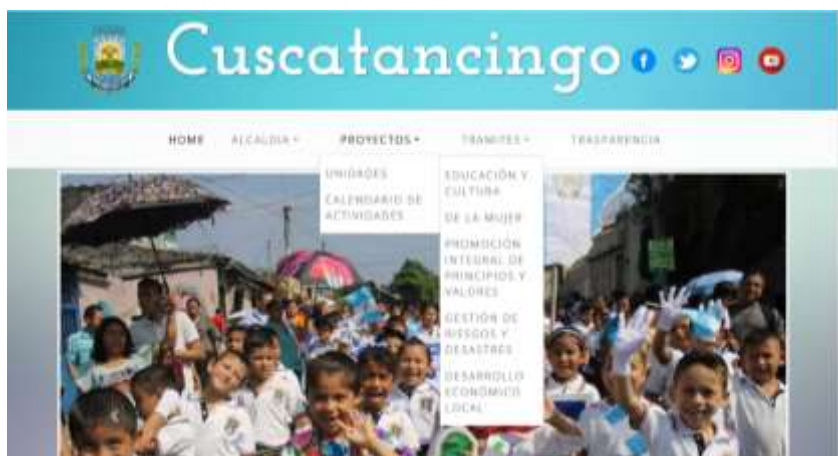 Cuscatancingo
HOME ALCALDIA PROYECTOS TRAMITES TRASPARENCIA
UNIDADES
CALENDARIO DE
ACTIVIDADES
EDUCACIÓN Y
CULTURA
DE LA MUJER
PROMOCIÓN
INTEGRAL DE
PRINCIPIOS Y
VALORES
GESTIÓN DE
RIESGOS Y
DESASTRES
DESARROLLO
ECONÓMICO
LOCAL